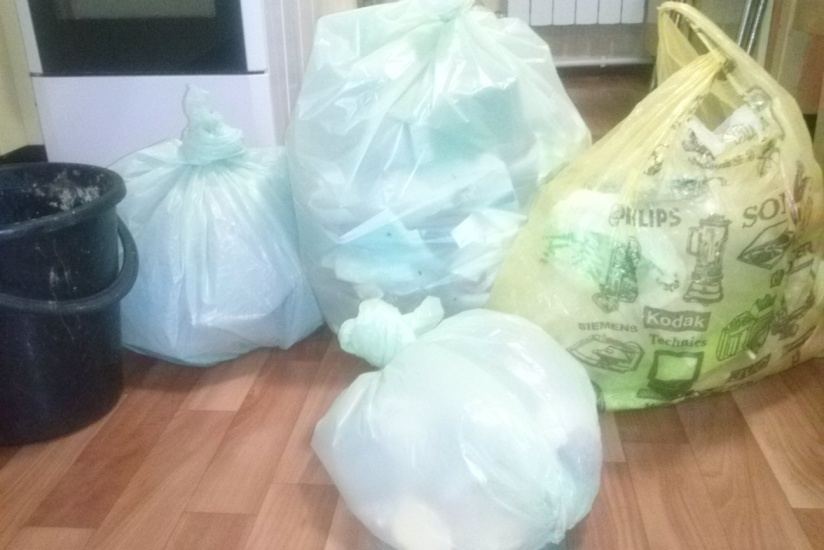 PHILIPS
SO
SIEMENS
Kodak
Technics